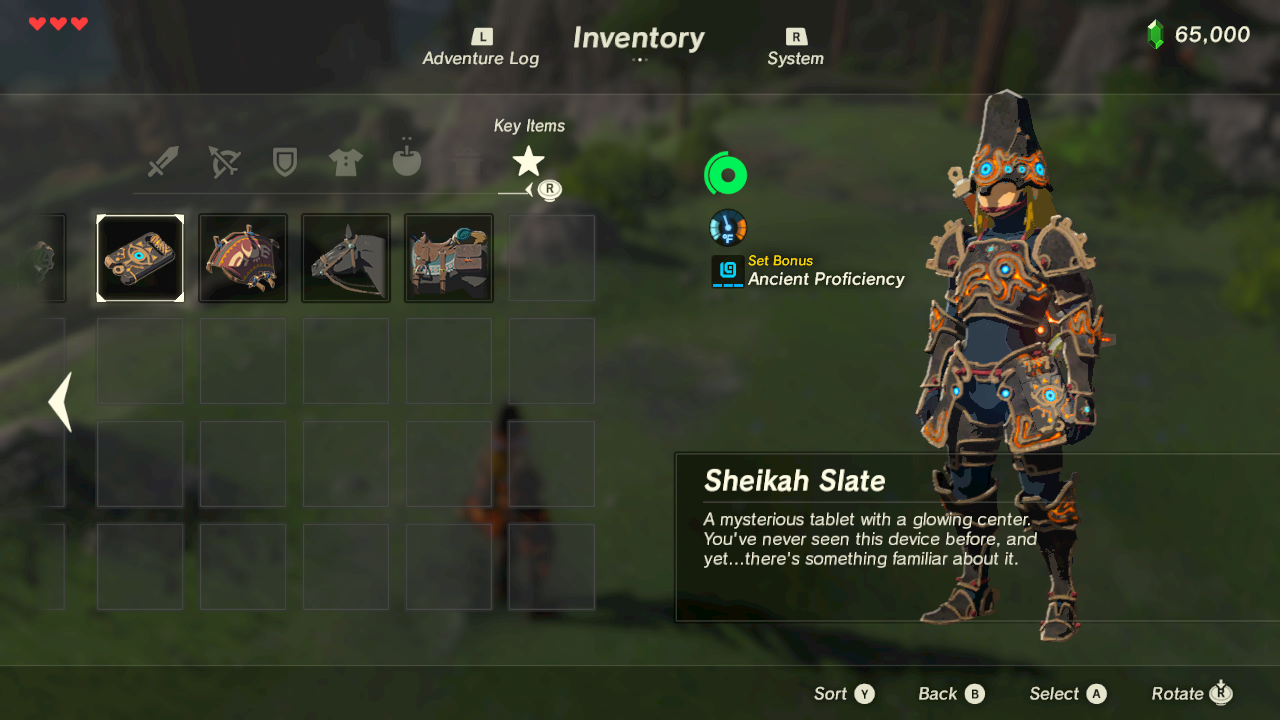 L
Adventure Log
Inventory
R
System
65,000
Key Items
R
°F
Set Bonus
Ancient Proficiency
Sheikah Slate
A mysterious tablet with a glowing center.
You've never seen this device before, and
yet...there's something familiar about it.
Sort Y
Back B
Select A
Rotate R